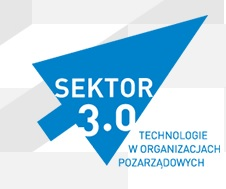 SEKTOR
3.0
TECHNOLOGIE
W ORGANIZACJACH
POZARZĄDOWYCH